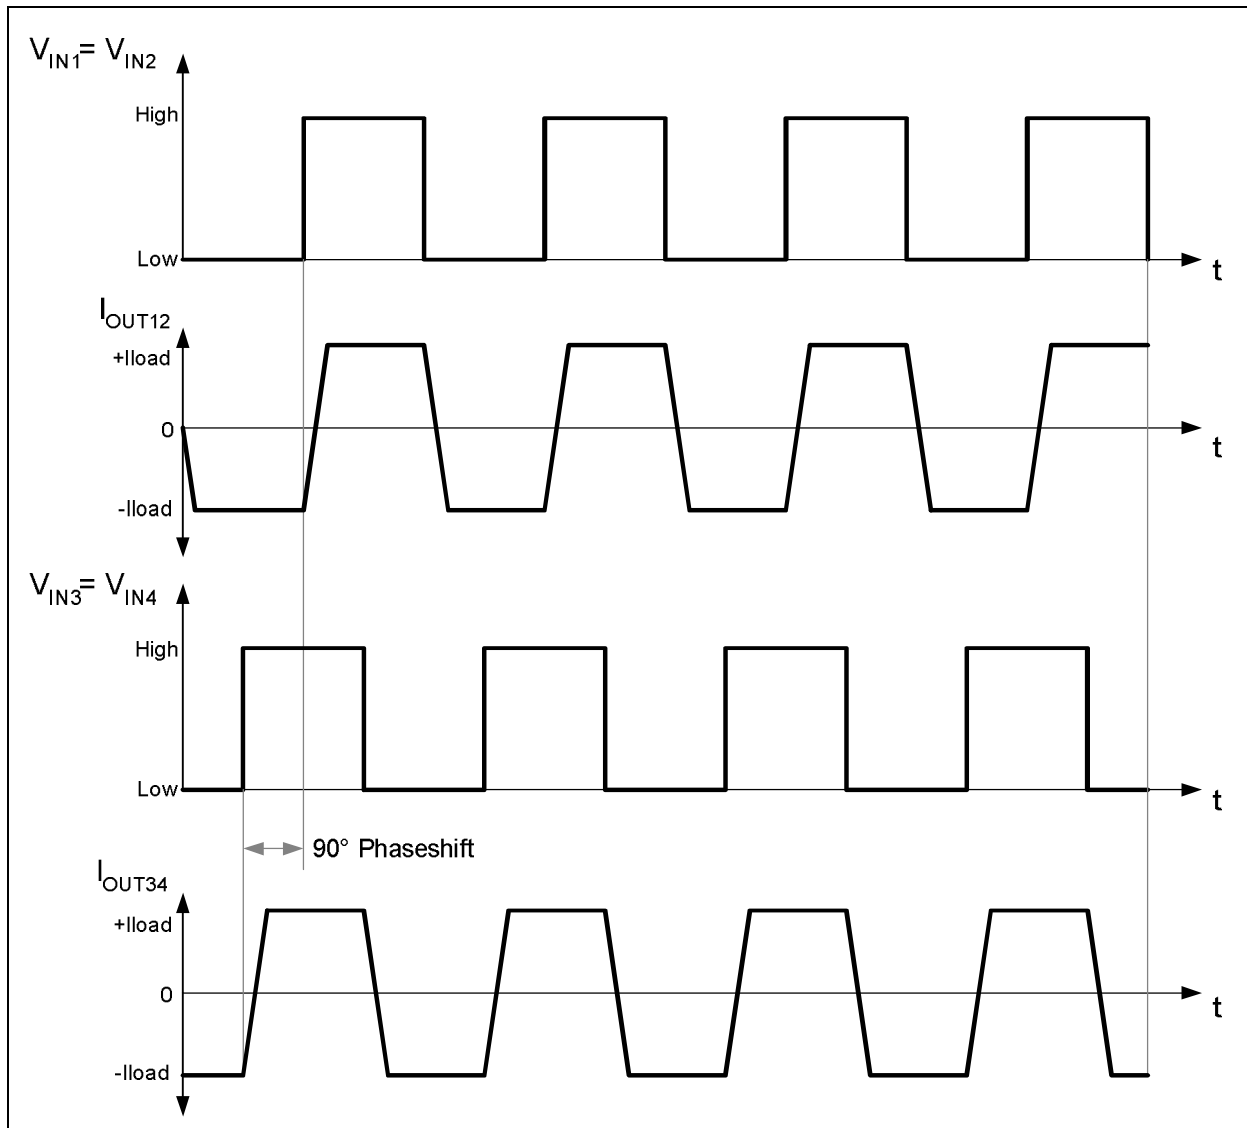 VIN1= VIN2
High
Low
t
IOUT12
+Iload
0
t
-Iload
VIN3= VIN4
High
Low
t
90° Phaseshift
IOUT34
+Iload
0
t
-Iload